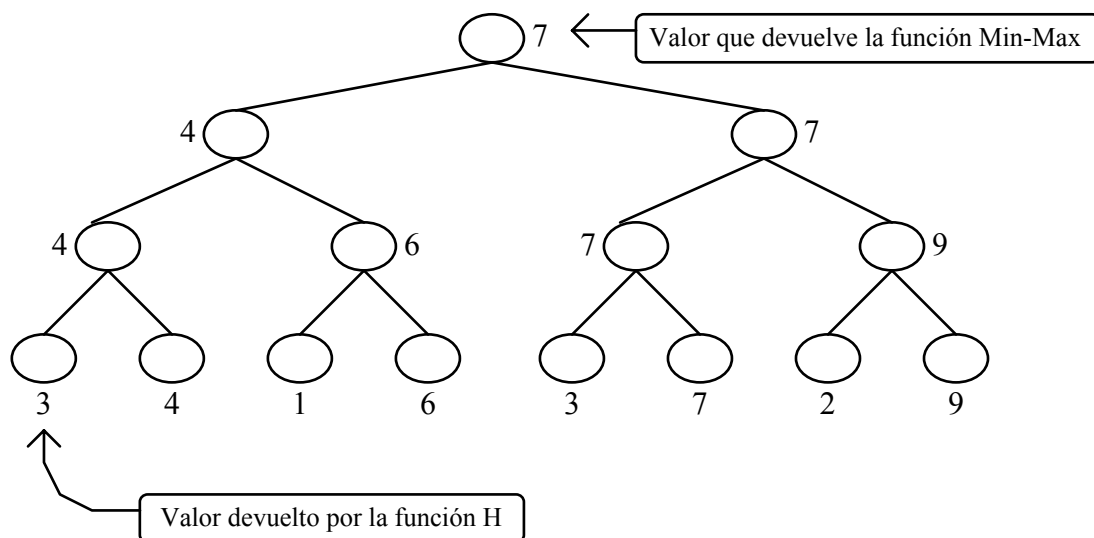 7 Valor que devuelve la función Min-Max
4 7
4 6 7 9
3 4 1 6 3 7 2 9
Valor devuelto por la función H